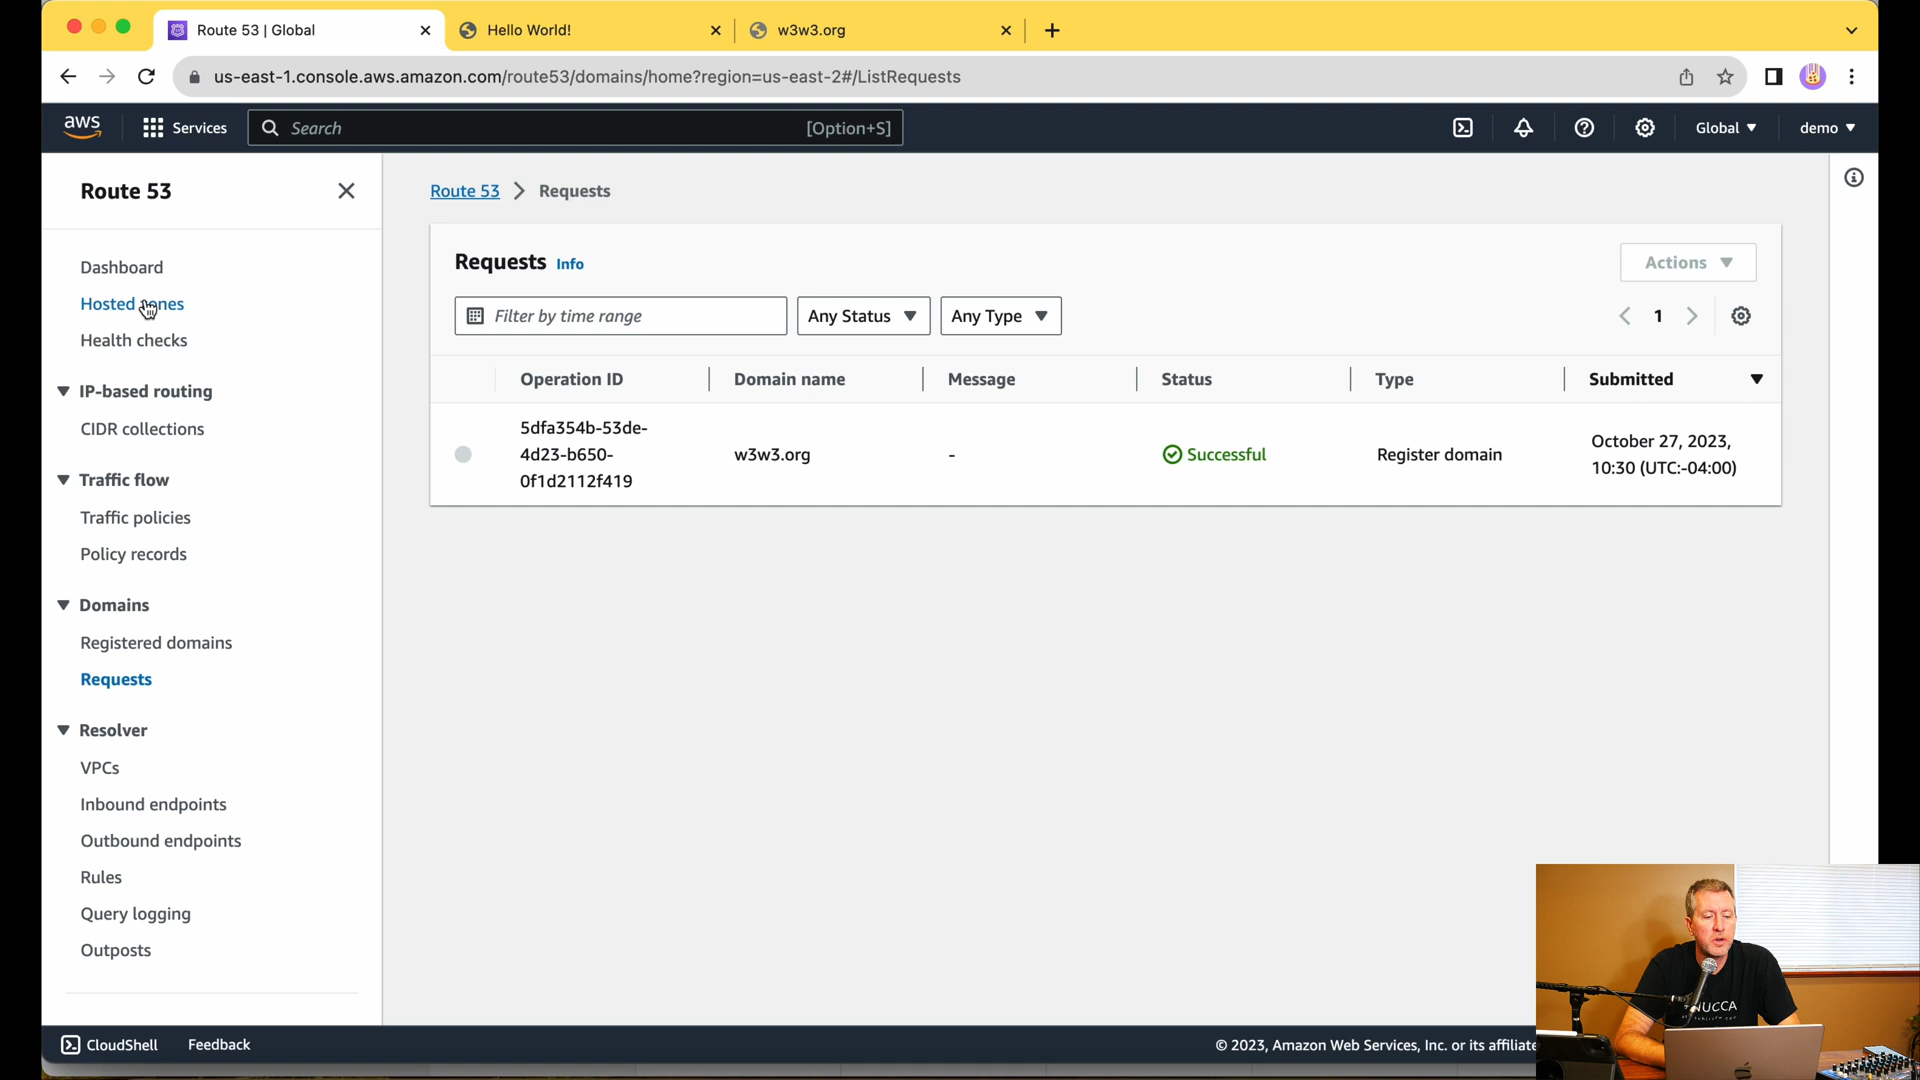 Route 53 | Global
Hello World!
w3w3.org
us-east-1.console.aws.amazon.com/route53/domains/home?region=us-east-2#/ListRequests
aws
Services
Search
[Option+S]
Global
demo
Route 53
Route 53 > Requests
Dashboard
Hosted
Health checks
IP-based routing
CIDR collections
Traffic flow
Traffic policies
Policy records
Domains
Registered domains
Requests
Resolver
VPCs
Inbound endpoints
Outbound endpoints
Rules
Query logging
Outposts
Requests Info
Actions
Filter by time range
Any Status
Any Type
1
Operation ID
Domain name
Message
Status
Type
Submitted
5dfa354b-53de-
4d23-b650-
0f1d2112f419
w3w3.org
-
Successful
Register domain
October 27, 2023,
10:30 (UTC:-04:00)
CloudShell
Feedback
© 2023, Amazon Web Services, Inc. or its affiliate